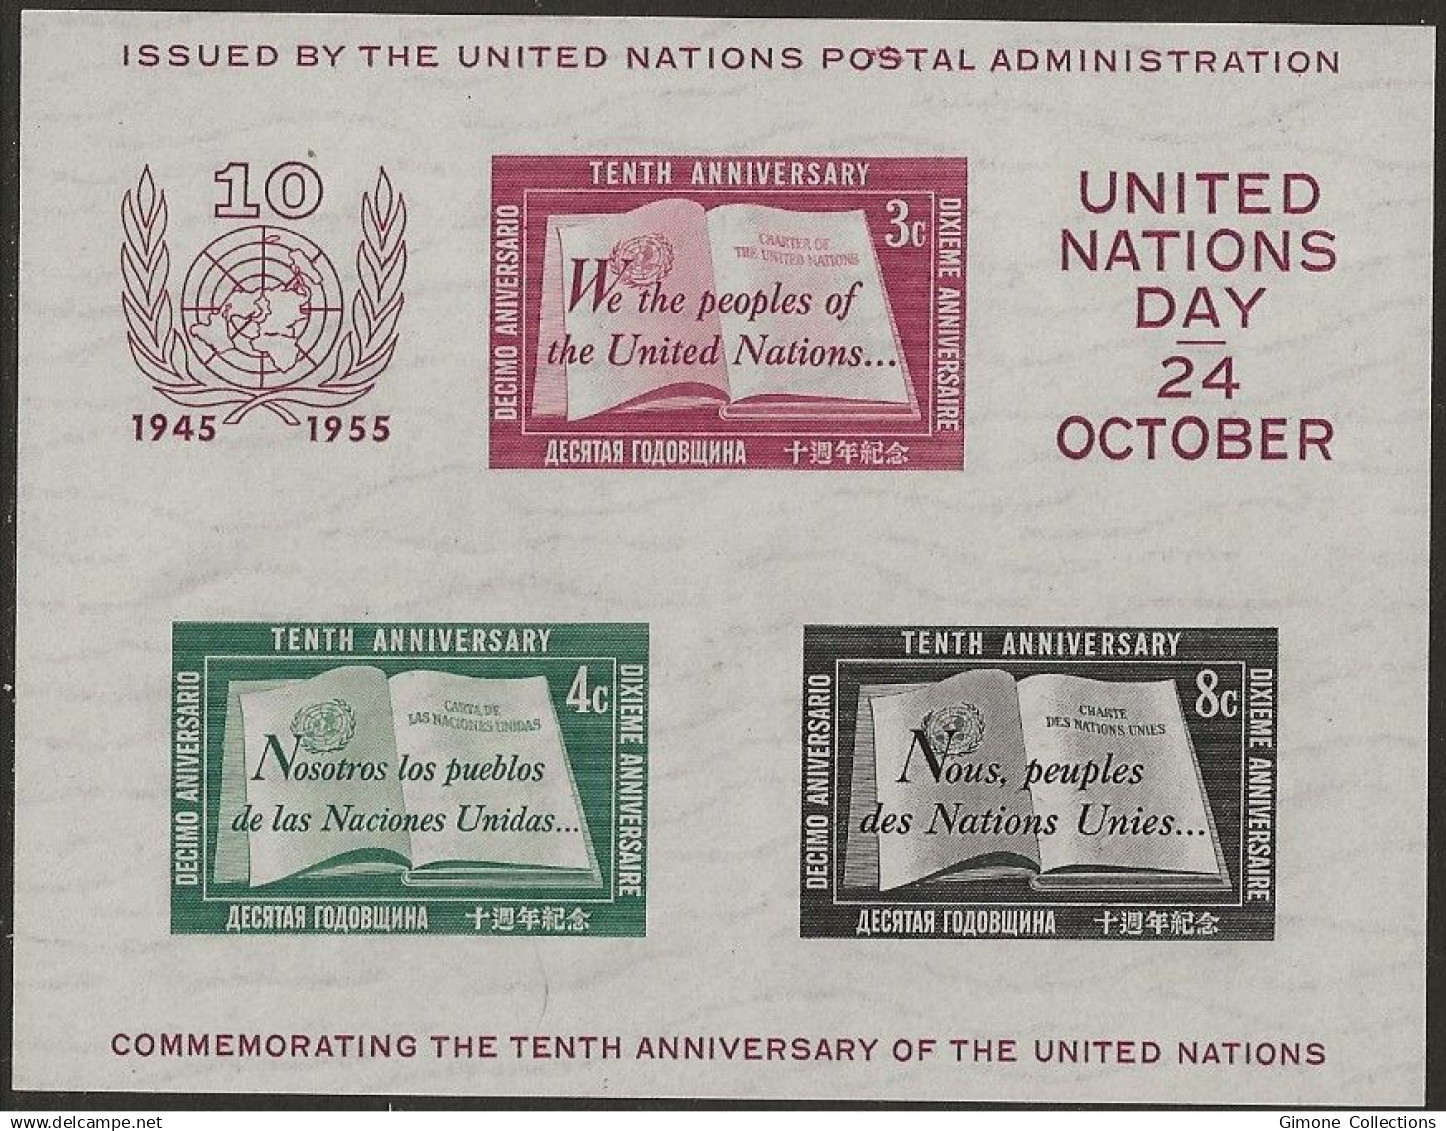 ISSUED BY THE UNITED NATIONS POSTAL ADMINISTRATION
10
1945 1955
TENTH ANNIVERSARY
DECIMO ANIVERSARIO
3c
CHARTER OF
THE UNITED NATIONS
We the peoples of
the United Nations...
DIXIEME ANNIVERSAIRE
ДЕСЯТАЯ ГОДОВЩИНА 十週年紀念
UNITED
NATIONS
DAY
24
OCTOBER
TENTH ANNIVERSARY
DECIMO ANIVERSARIO
4c
CARTA DE
LAS NACIONES UNIDAS
Nosotros los pueblos
de las Naciones Unidas...
DIXIEME ANNIVERSAIRE
ДЕСЯТАЯ ГОДОВЩИНА 十週年紀念
TENTH ANNIVERSARY
DECIMO ANIVERSARIO
8c
CHARTE
DES NATIONS UNIES
Nous, peuples
des Nations Unies...
DIXIEME ANNIVERSAIRE
ДЕСЯТАЯ ГОДОВЩИНА 十週年紀念
COMMEMORATING THE TENTH ANNIVERSARY OF THE UNITED NATIONS
Gimone Collections